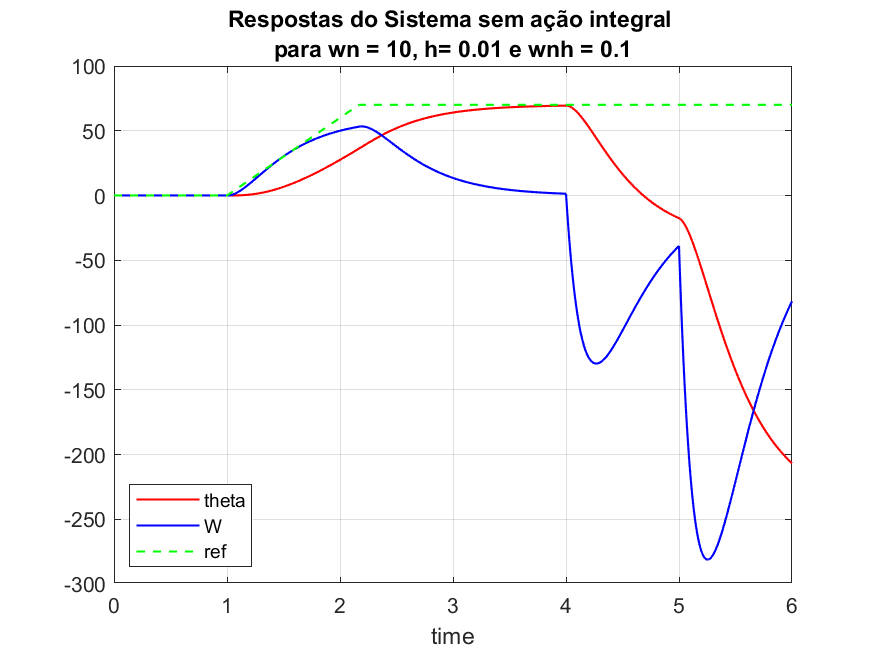 Respostas do Sistema sem ação integral
para wn = 10, h= 0.01 e wnh = 0.1
100
50
0
-50
-100
-150
-200
-250
-300
theta
W
ref
0 1 2 3 4 5 6
time